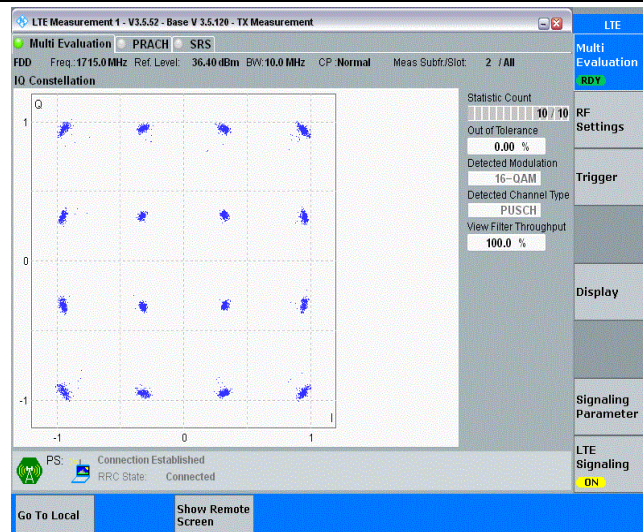 LTE Measurement 1 - V3.5.52 - Base V 3.5.120 - TX Measurement
LTE
Multi Evaluation PRACH SRS
Multi Evaluation
RDY
FDD Freq.:1715.0 MHz Ref. Level: 36.40 dBm BW:10.0 MHz CP :Normal Meas Subfr./Slot: 2 / All
IQ Constellation
Statistic Count
10 / 10
Out of Tolerance
0.00 %
Detected Modulation
16-QAM
Detected Channel Type
PUSCH
View Filter Throughput
100.0 %
Q
1
0
-1
I
-1 0 1
RF Settings
Trigger
Display
Signaling Parameter
LTE Signaling
ON
PS: Connection Established
RRC State: Connected
Go To Local
Show Remote Screen